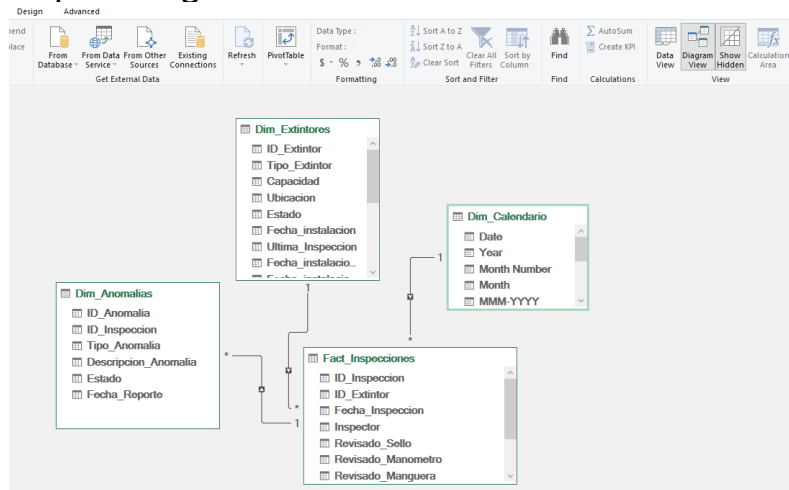 Design Advanced
From Database
From Data Service
From Other Sources
Existing Connections
Get External Data
Refresh
PivotTable
Data Type :
Format :
$ % ,
Formatting
Sort A to Z
Sort Z to A
Clear Sort
Clear All Filters
Sort by Column
Sort and Filter
Find
Find
AutoSum
Create KPI
Calculations
Data View
Diagram View
Show Hidden
Calculation Area
View
Dim_Extintores
ID_Extintor
Tipo_Extintor
Capacidad
Ubicacion
Estado
Fecha_instalacion
Ultima_Inspeccion
Fecha_instalacio...
1
Dim_Calendario
Date
Year
Month Number
Month
MMM-YYYY
1
*
Dim_Anomalias
ID_Anomalia
ID_Inspeccion
Tipo_Anomalia
Descripcion_Anomalia
Estado
Fecha_Reporte
*
*
1
Fact_Inspecciones
ID_Inspeccion
ID_Extintor
Fecha_Inspeccion
Inspector
Revisado_Sello
Revisado_Manometro
Revisado_Manguera